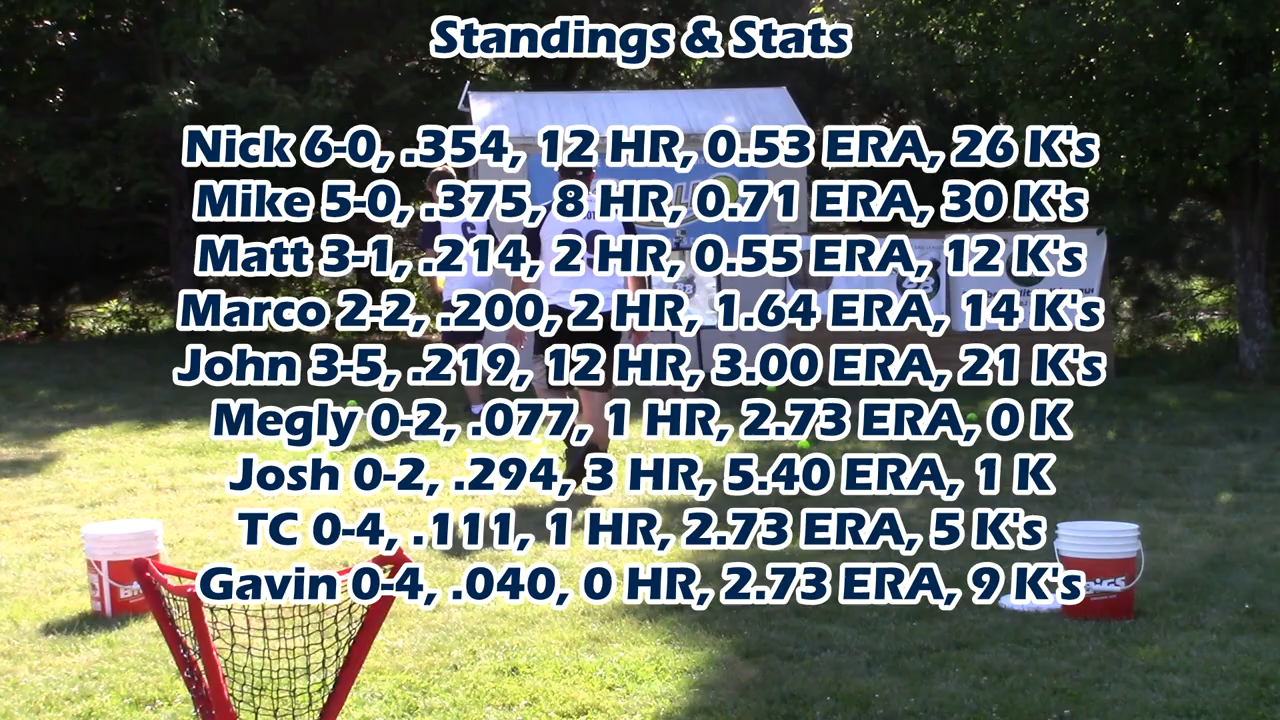 Standings & Stats
Nick 6-0, .354, 12 HR, 0.53 ERA, 26 K's
Mike 5-0, .375, 8 HR, 0.71 ERA, 30 K's
Matt 3-1, .214, 2 HR, 0.55 ERA, 12 K's
Marco 2-2, .200, 2 HR, 1.64 ERA, 14 K's
John 3-5, .219, 12 HR, 3.00 ERA, 21 K's
Megly 0-2, .077, 1 HR, 2.73 ERA, 0 K
Josh 0-2, .294, 3 HR, 5.40 ERA, 1 K
TC 0-4, .111, 1 HR, 2.73 ERA, 5 K's
Gavin 0-4, .040, 0 HR, 2.73 ERA, 9 K's